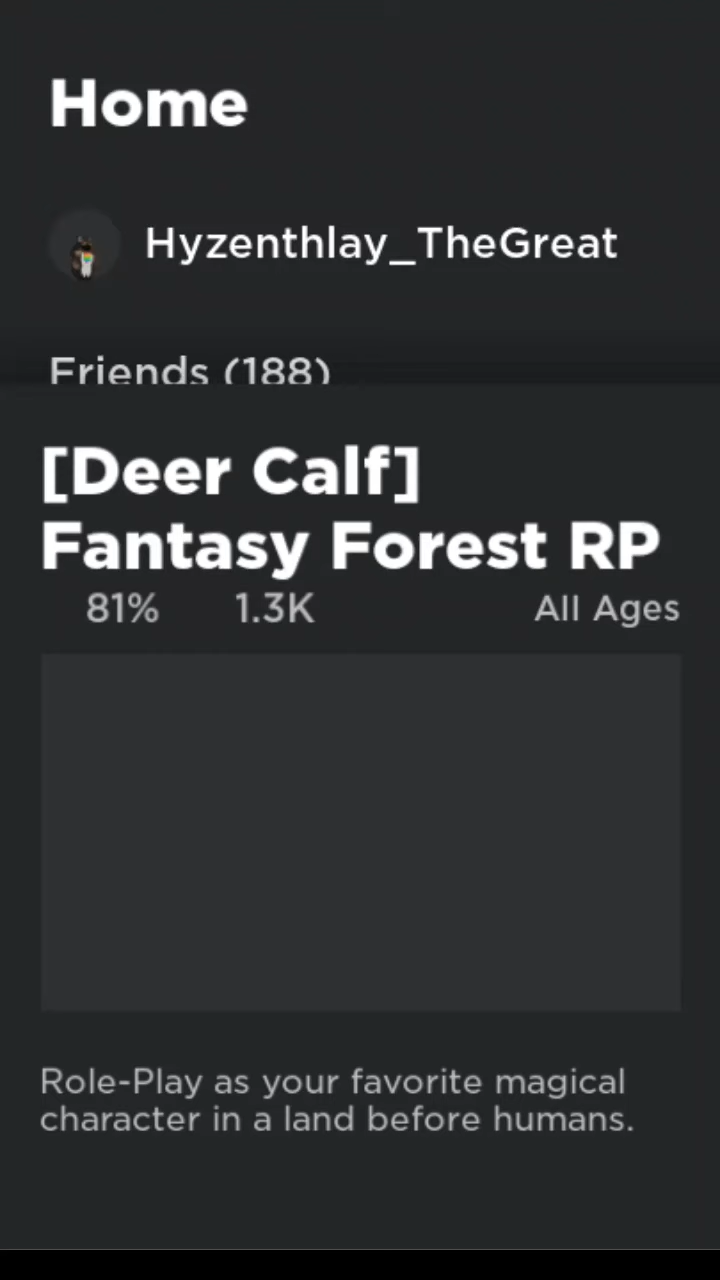 Home
Hyzenthlay_TheGreat
Friends (188)
[Deer Calf]
Fantasy Forest RP
81% 1.3K All Ages
Role-Play as your favorite magical
character in a land before humans.